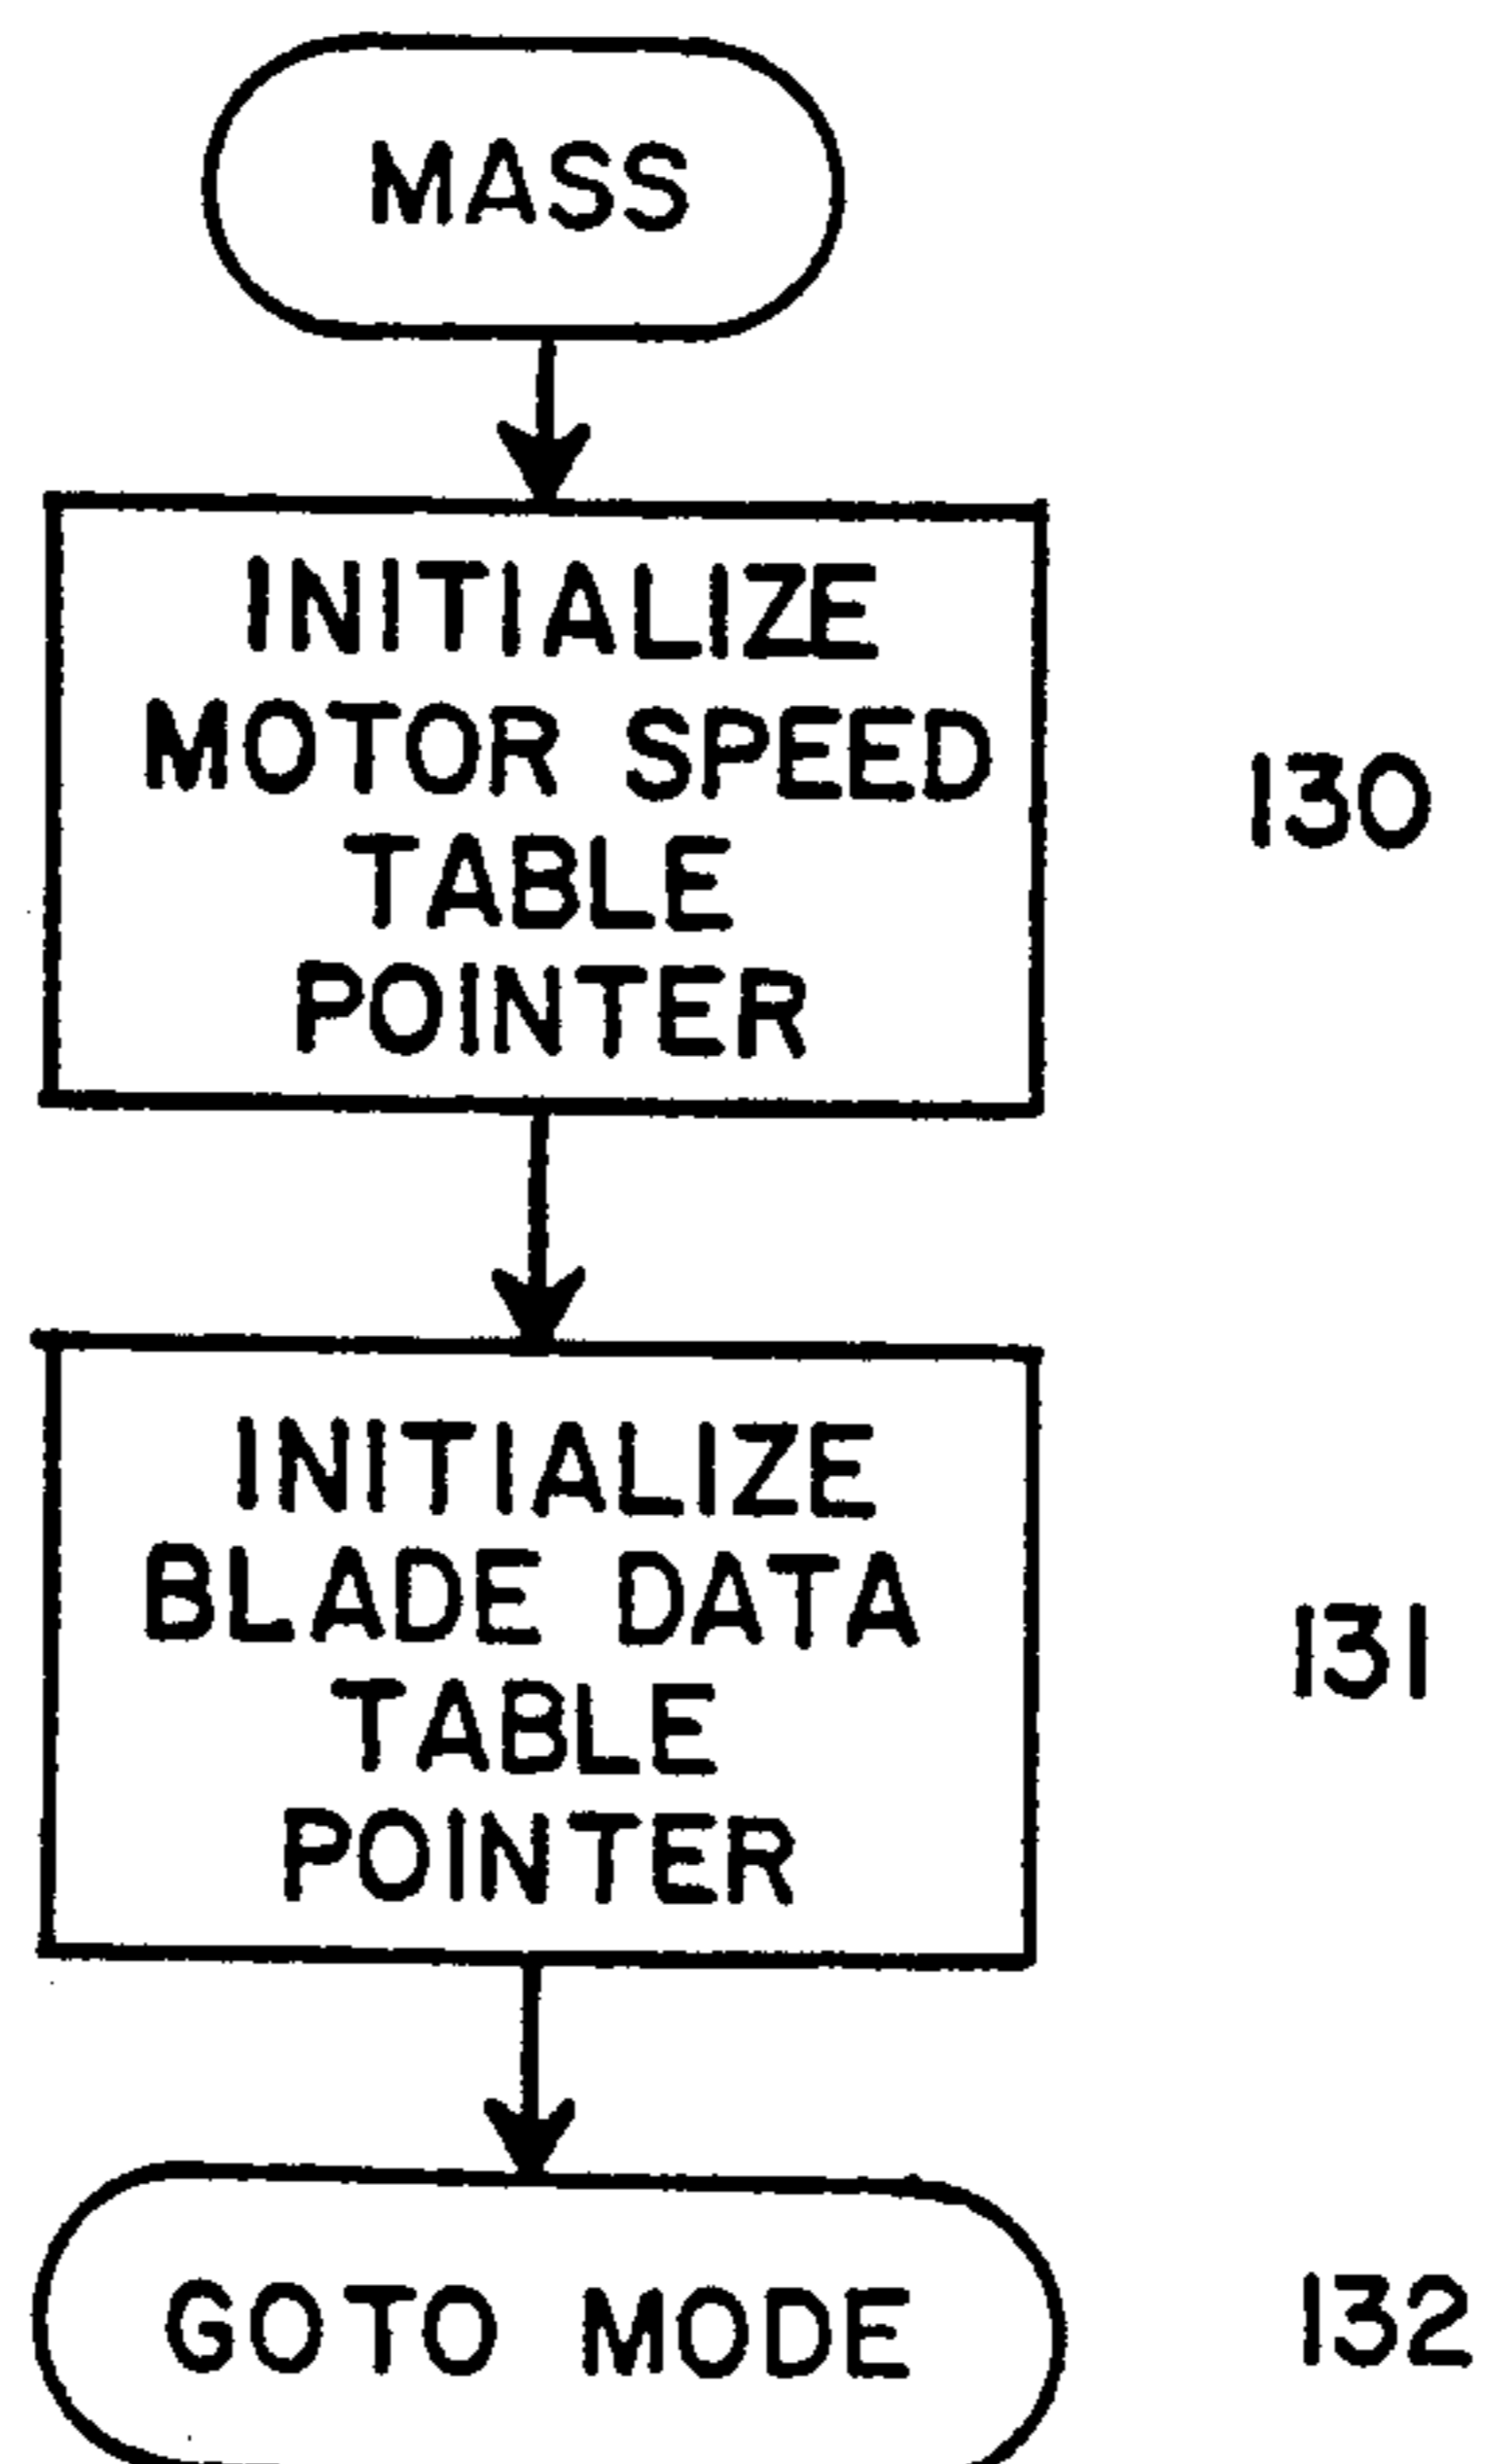 MASS
INITIALIZE
MOTOR SPEED
TABLE
POINTER
130
INITIALIZE
BLADE DATA
TABLE
POINTER
131
GOTO MODE
132